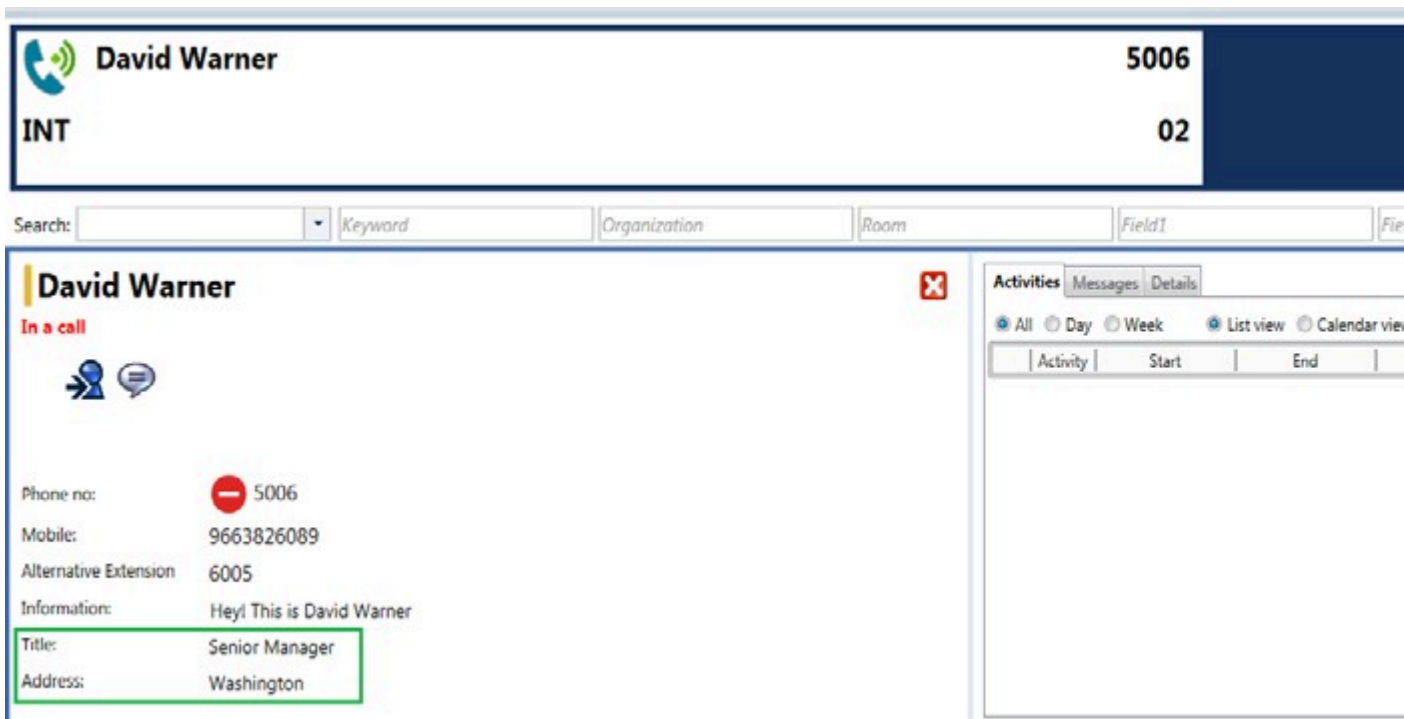 David Warner 5006
INT 02
Search: Keyword Organization Room Field1 Fie
David Warner
In a call
Phone no: 5006
Mobile: 9663826089
Alternative Extension 6005
Information: Hey! This is David Warner
Title: Senior Manager
Address: Washington
Activities Messages Details
All Day Week List view Calendar view
Activity Start End